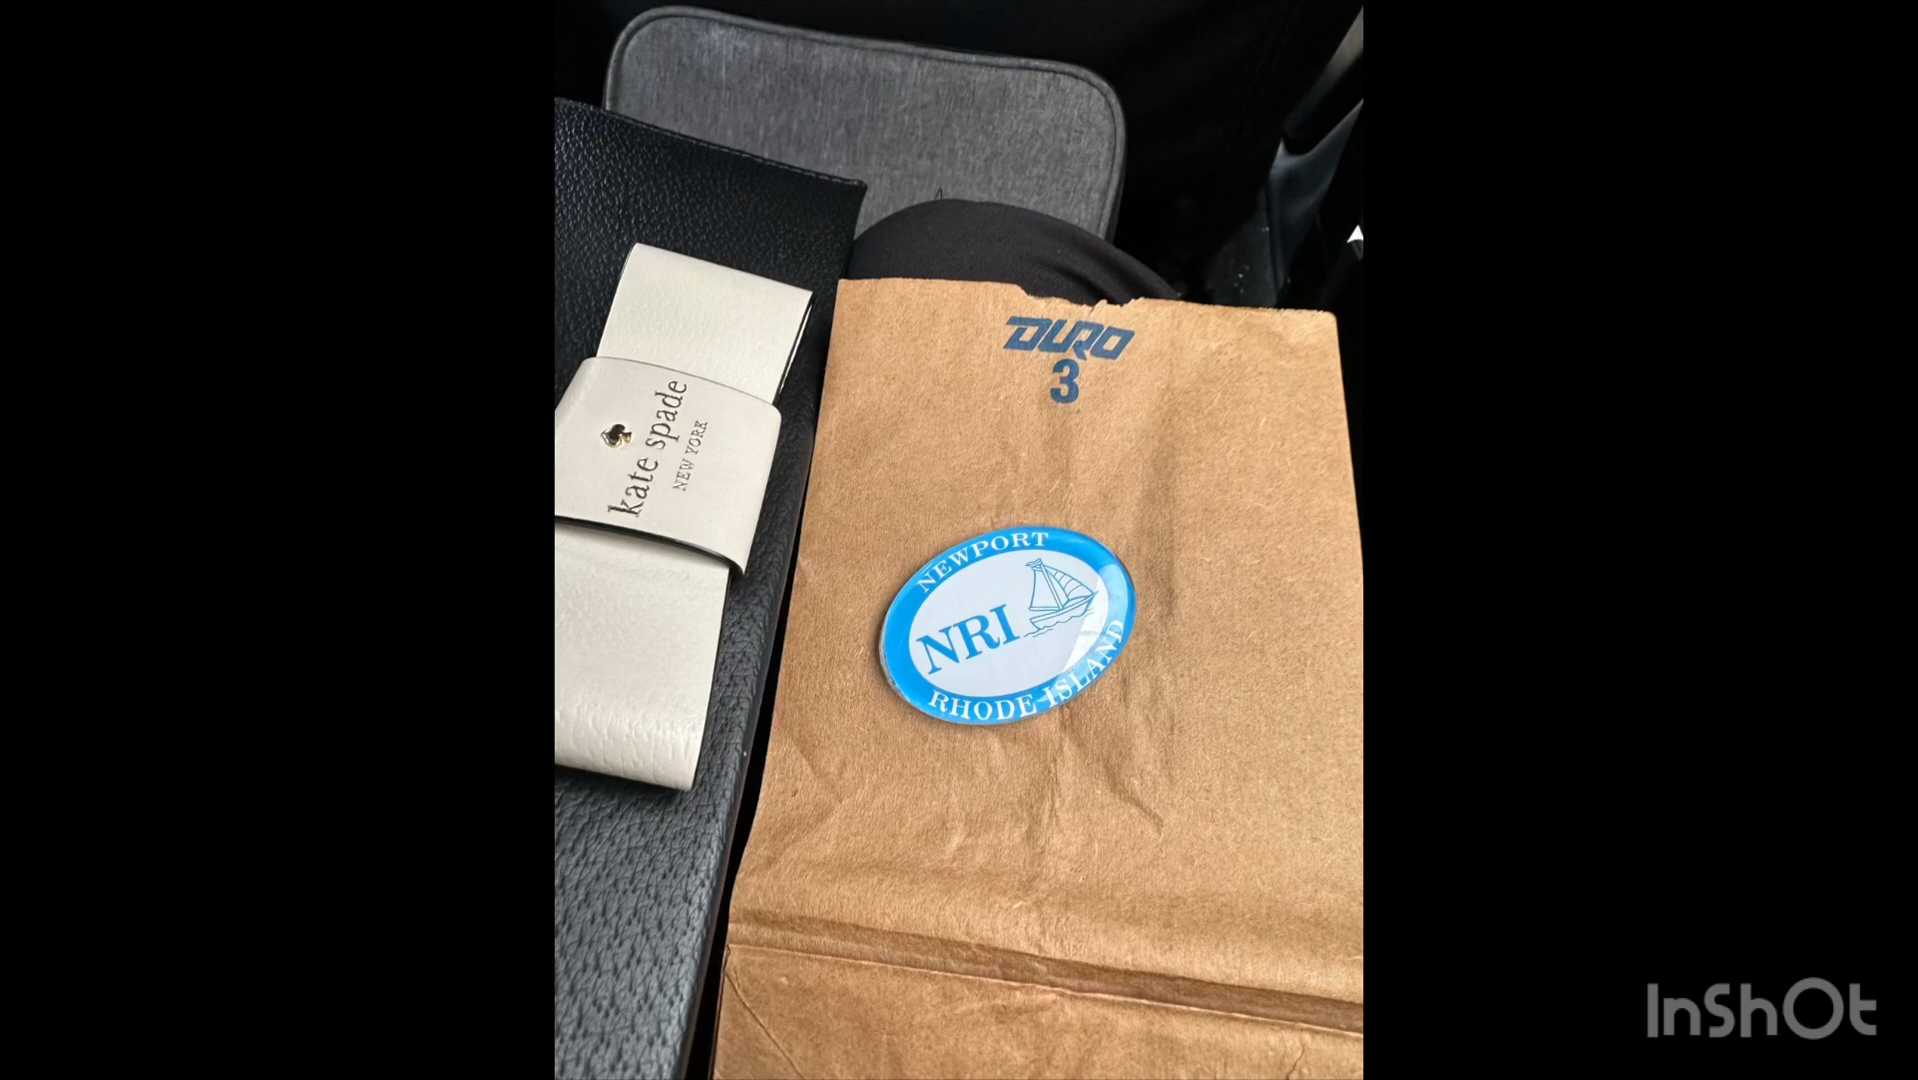 DURO
3
kate spade
NEW YORK
NEWPORT
NRI
RHODE ISLAND
InShOt